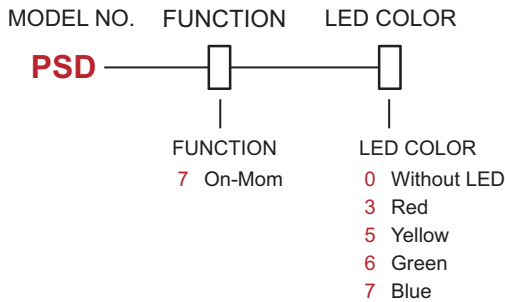 MODEL NO. FUNCTION LED COLOR
PSD
FUNCTION
7 On-Mom
LED COLOR
0 Without LED
3 Red
5 Yellow
6 Green
7 Blue